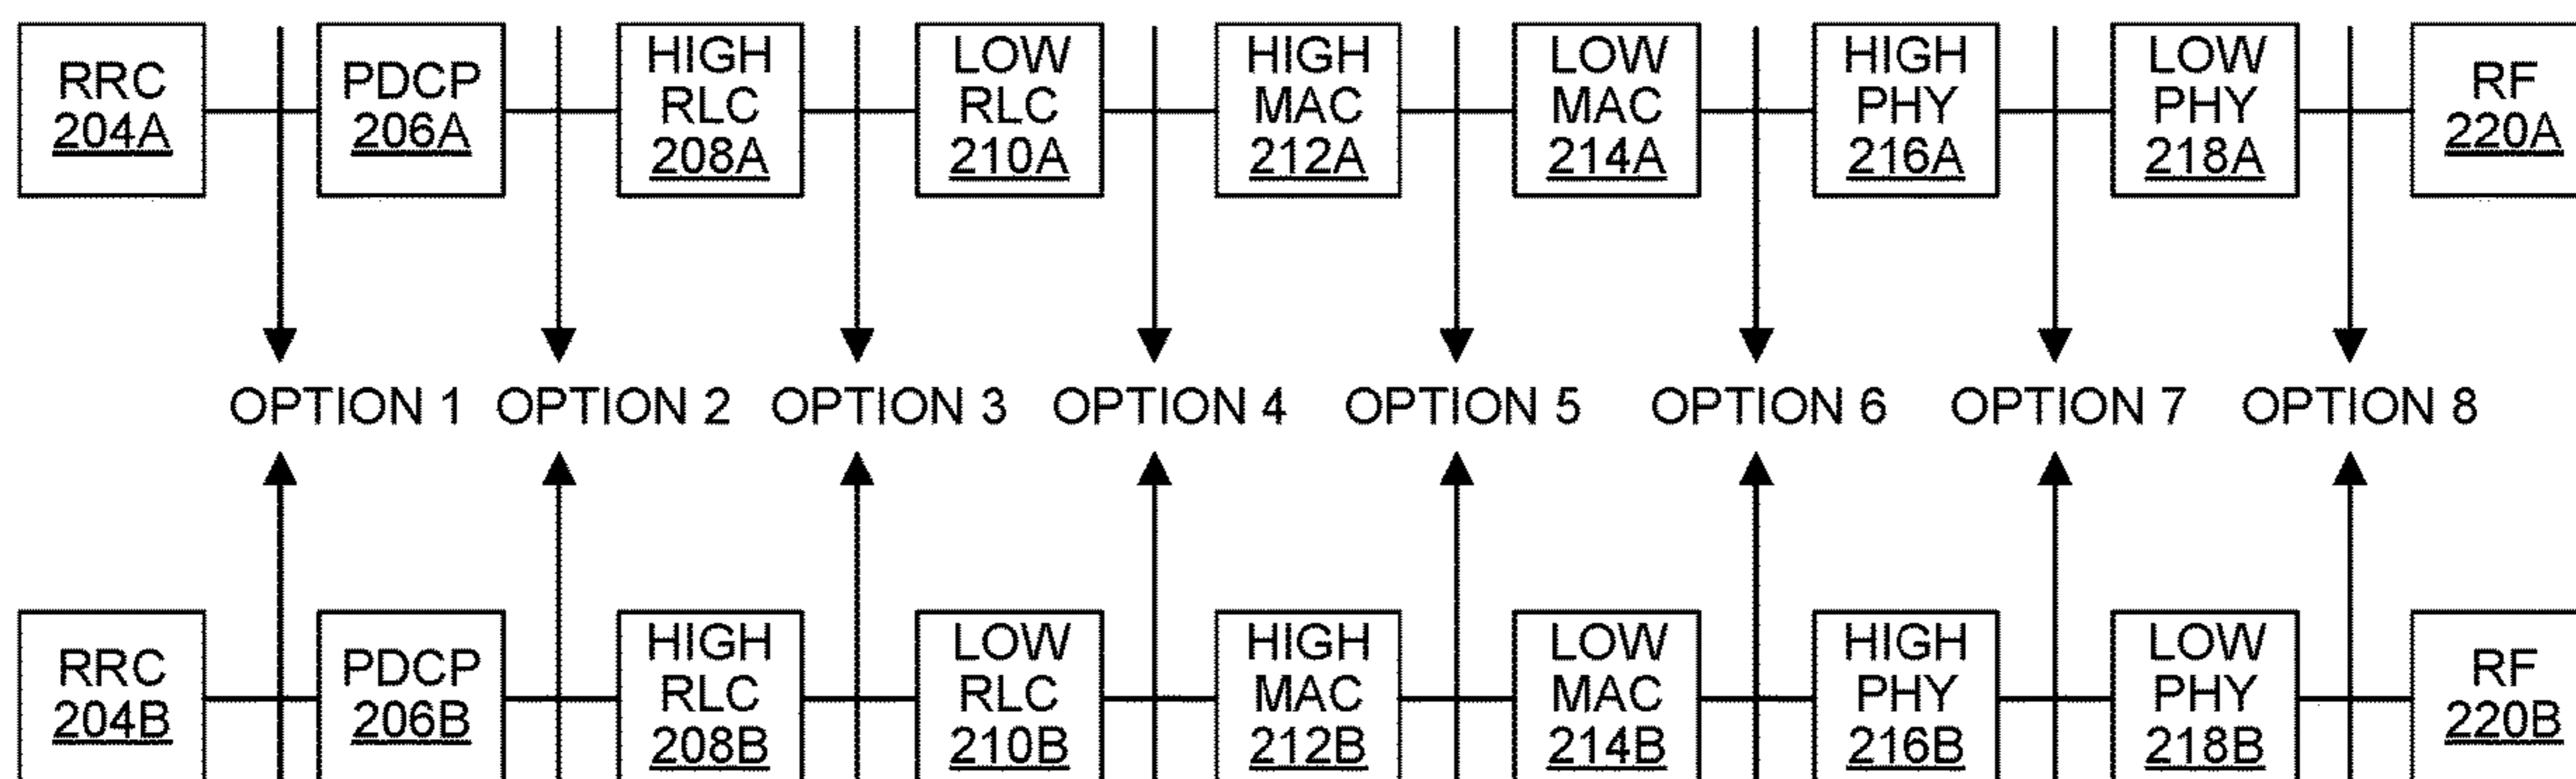 RRC
204A
PDCP
206A
HIGH
RLC
208A
LOW
RLC
210A
HIGH
MAC
212A
LOW
MAC
214A
HIGH
PHY
216A
LOW
PHY
218A
RF
220A
OPTION 1 OPTION 2 OPTION 3 OPTION 4 OPTION 5 OPTION 6 OPTION 7 OPTION 8
RRC
204B
PDCP
206B
HIGH
RLC
208B
LOW
RLC
210B
HIGH
MAC
212B
LOW
MAC
214B
HIGH
PHY
216B
LOW
PHY
218B
RF
220B